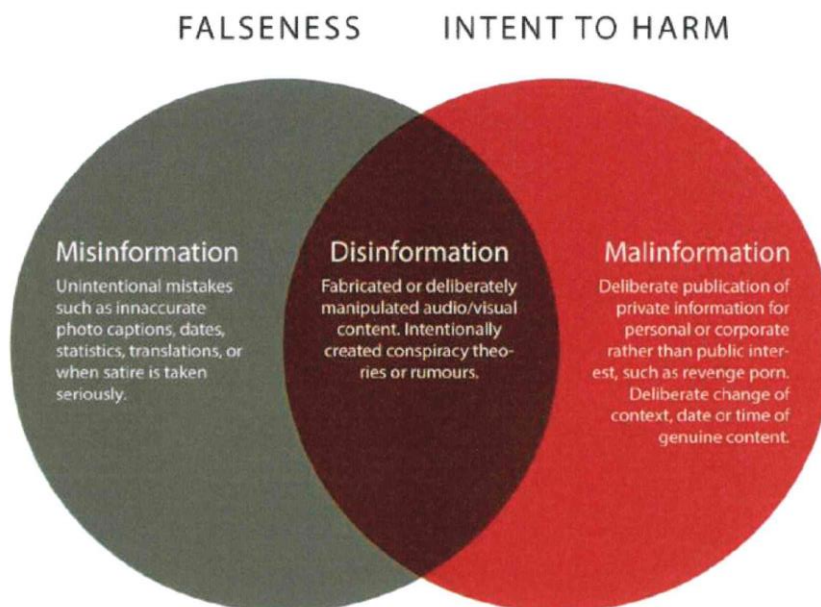 FALSENESS
INTENT TO HARM
Misinformation
Unintentional mistakes
such as innaccurate
photo captions, dates,
statistics, translations, or
when satire is taken
seriously.
Disinformation
Fabricated or deliberately
manipulated audio/visual
content. Intentionally
created conspiracy theo-
ries or rumours.
Malinformation
Deliberate publication of
private information for
personal or corporate
rather than public inter-
est, such as revenge porn.
Deliberate change of
context, date or time of
genuine content.